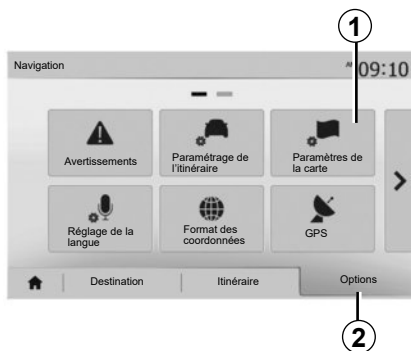 1
Navigation
09:10
Avertissements
Paramétrage de
l'itinéraire
Paramètres de
la carte
Réglage de la
langue
Format des
coordonnées
GPS
Destination
Itinéraire
Options
2